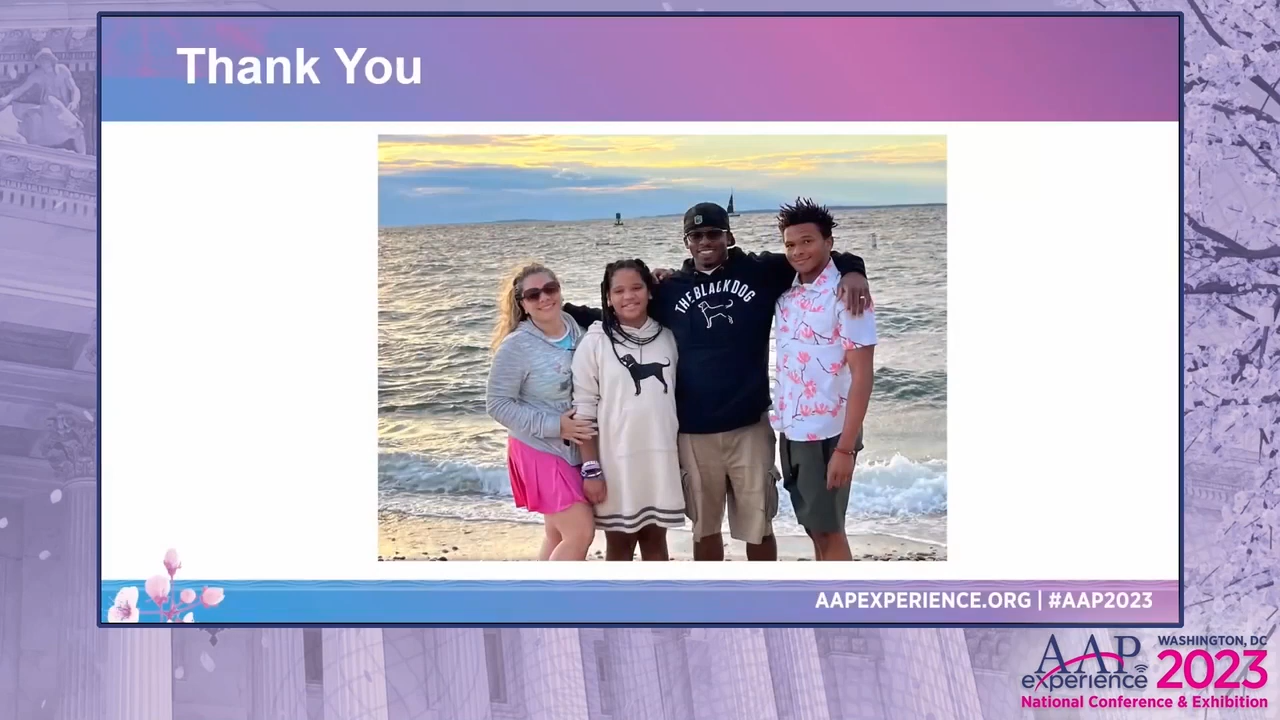 Thank You
THE BLACK DOG
AAPEXPERIENCE.ORG | #AAP2023
AAP
experience
WASHINGTON, DC
2023
National Conference & Exhibition